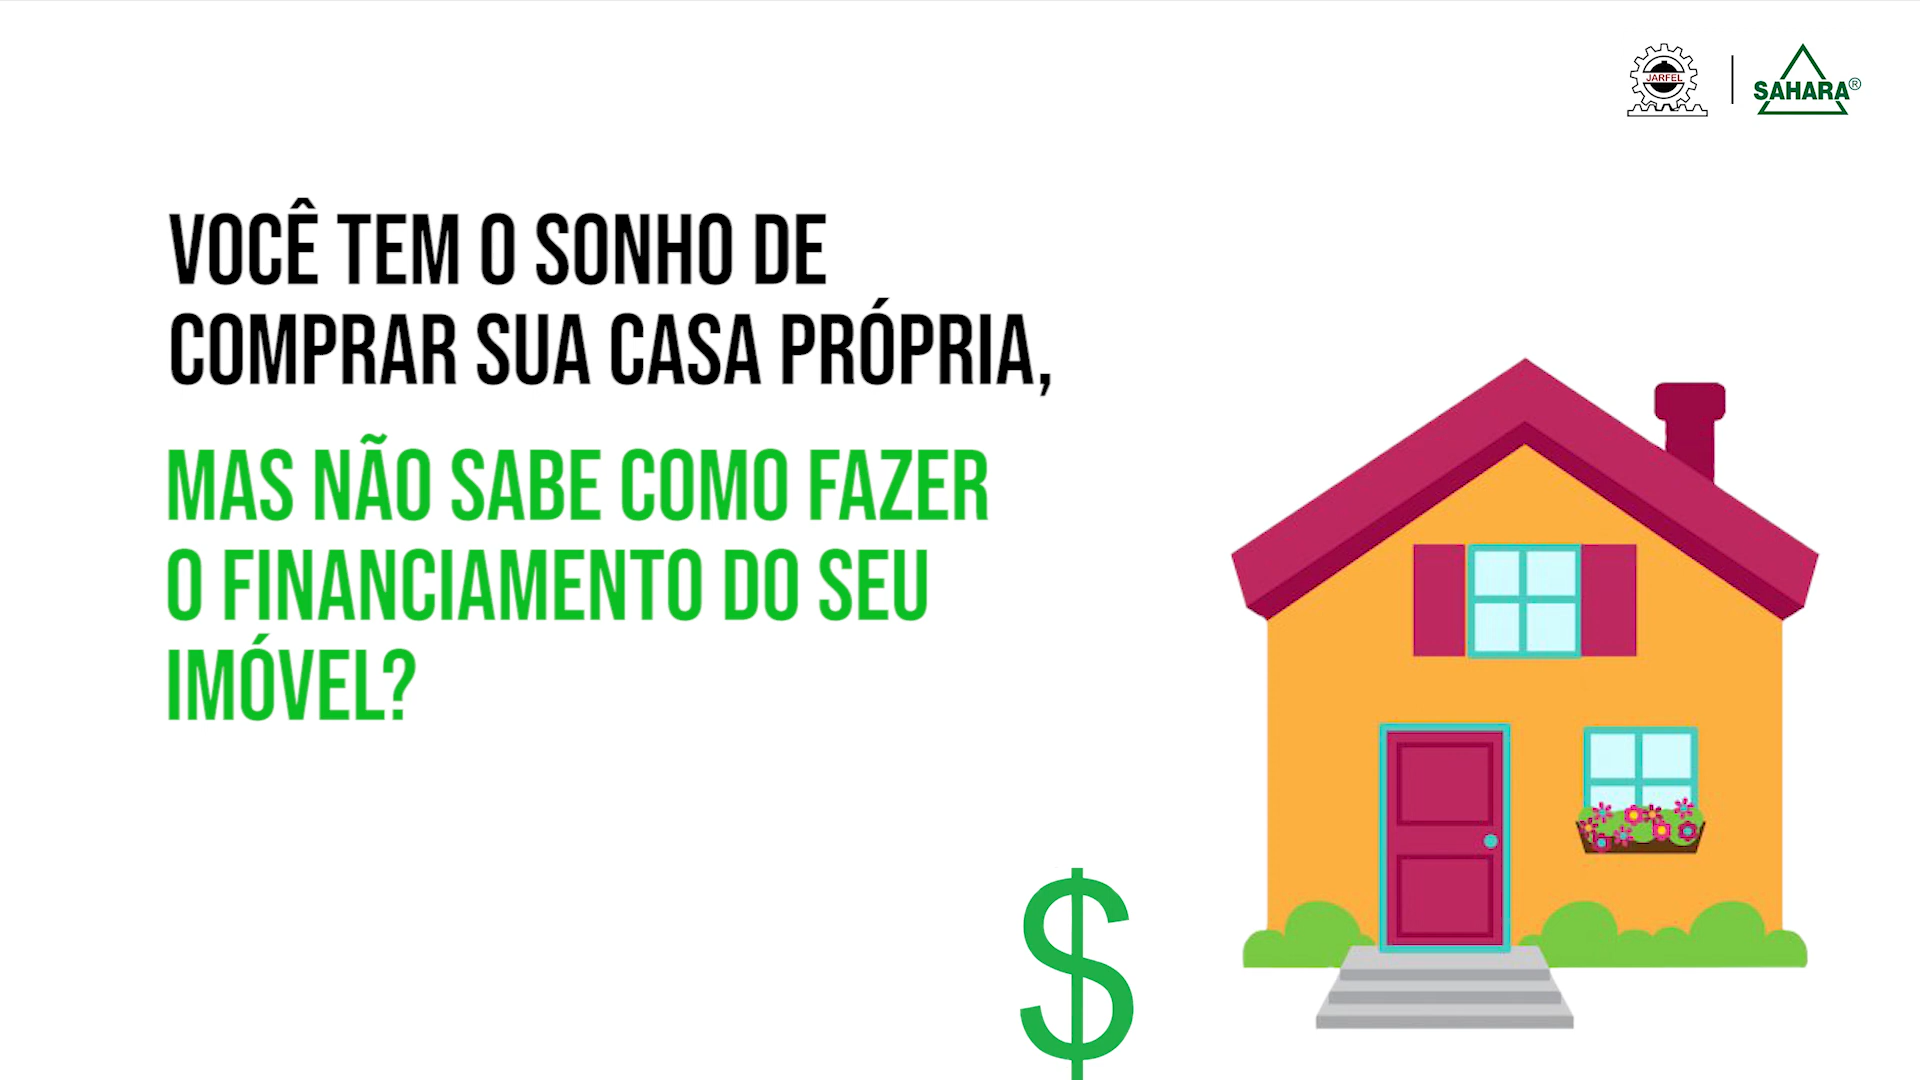 JARFEL
SAHARA®
VOCÊ TEM O SONHO DE
COMPRAR SUA CASA PRÓPRIA,
MAS NÃO SABE COMO FAZER
O FINANCIAMENTO DO SEU
IMÓVEL?
$